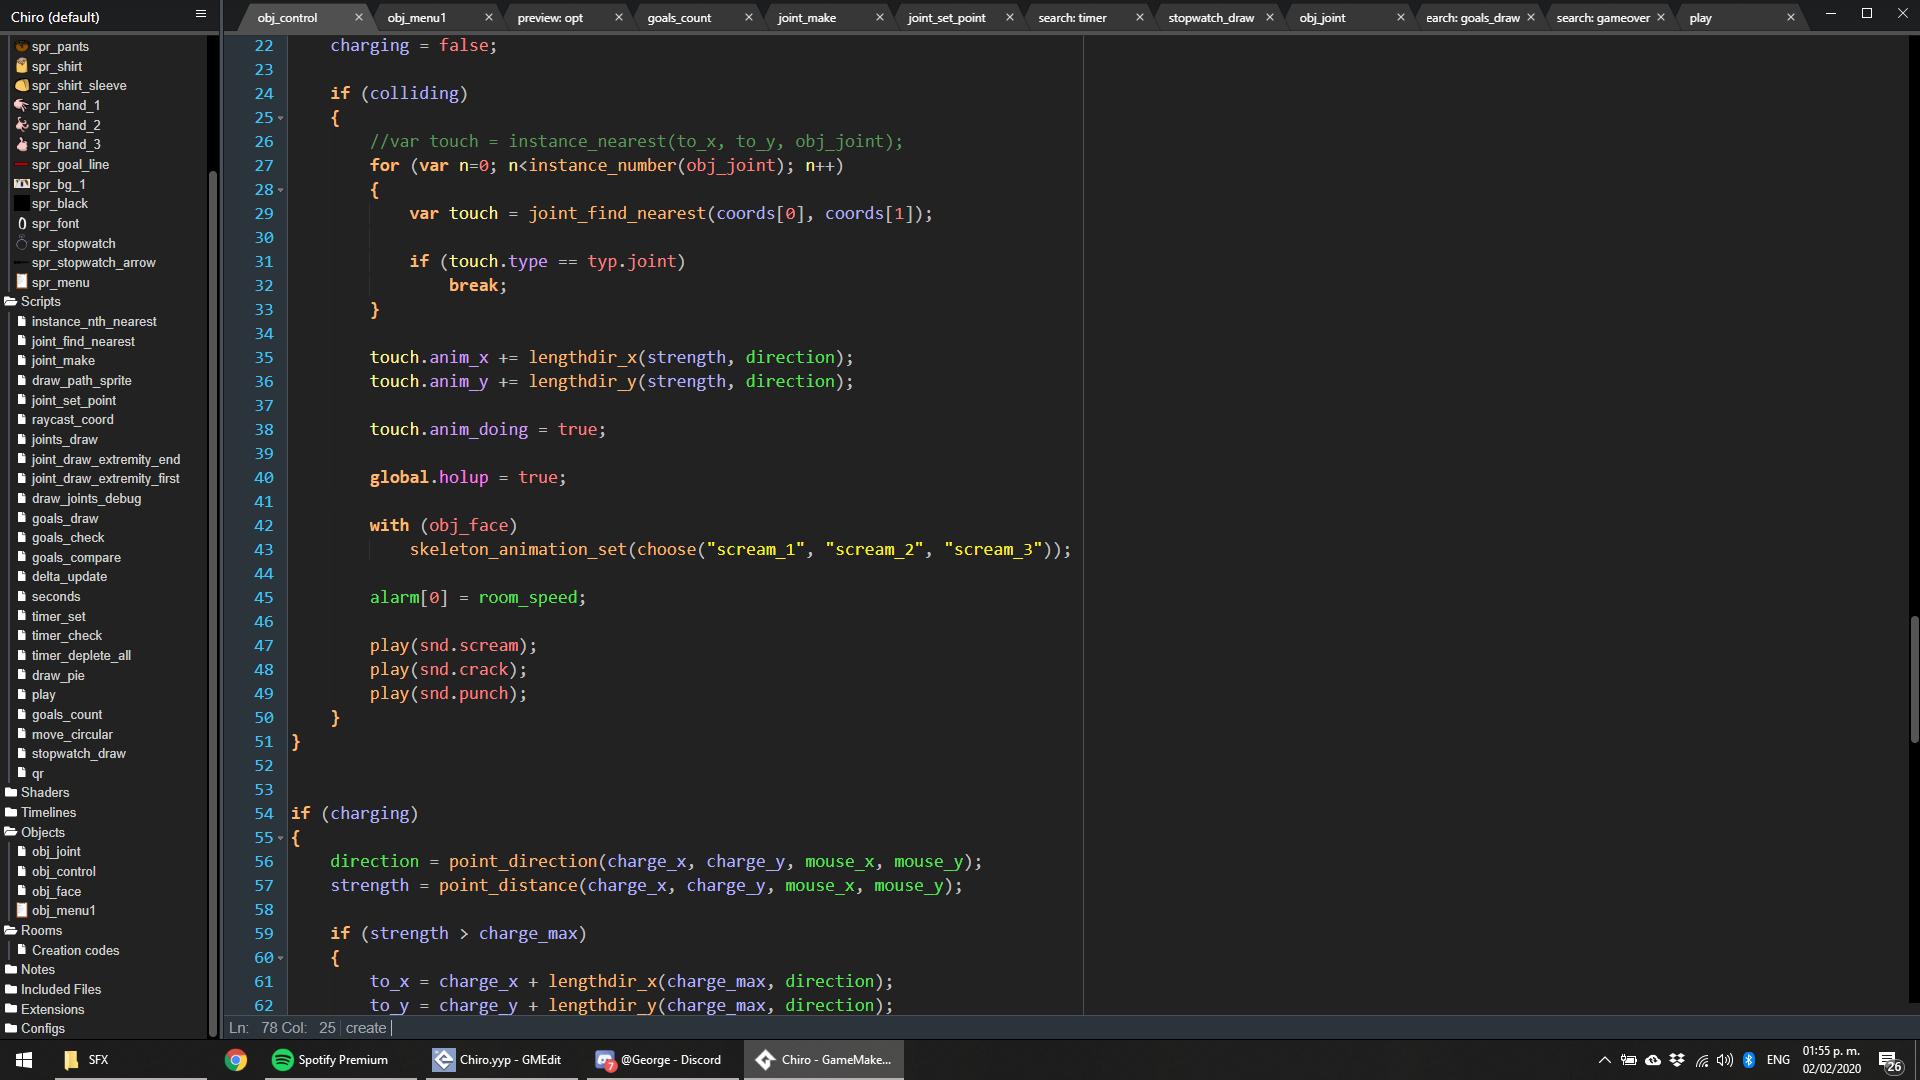 Chiro (default)
obj_control
obj_menu1
preview: opt
goals_count
joint_make
joint_set_point
search: timer
stopwatch_draw
obj_joint
earch: goals_draw
search: gameover
play
spr_pants
spr_shirt
spr_shirt_sleeve
spr_hand_1
spr_hand_2
spr_hand_3
spr_goal_line
spr_bg_1
spr_black
spr_font
spr_stopwatch
spr_stopwatch_arrow
spr_menu
Scripts
instance_nth_nearest
joint_find_nearest
joint_make
draw_path_sprite
joint_set_point
raycast_coord
joints_draw
joint_draw_extremity_end
joint_draw_extremity_first
draw_joints_debug
goals_draw
goals_check
goals_compare
delta_update
seconds
timer_set
timer_check
timer_deplete_all
draw_pie
play
goals_count
move_circular
stopwatch_draw
qr
Shaders
Timelines
Objects
obj_joint
obj_control
obj_face
obj_menu1
Rooms
Creation codes
Notes
Included Files
Extensions
Configs
22 charging = false;
23
24 if (colliding)
25 {
26 //var touch = instance_nearest(to_x, to_y, obj_joint);
27 for (var n=0; n<instance_number(obj_joint); n++)
28 {
29 var touch = joint_find_nearest(coords[0], coords[1]);
30
31 if (touch.type == typ.joint)
32 break;
33 }
34
35 touch.anim_x += lengthdir_x(strength, direction);
36 touch.anim_y += lengthdir_y(strength, direction);
37
38 touch.anim_doing = true;
39
40 global.holup = true;
41
42 with (obj_face)
43 skeleton_animation_set(choose("scream_1", "scream_2", "scream_3"));
44
45 alarm[0] = room_speed;
46
47 play(snd.scream);
48 play(snd.crack);
49 play(snd.punch);
50 }
51 }
52
53
54 if (charging)
55 {
56 direction = point_direction(charge_x, charge_y, mouse_x, mouse_y);
57 strength = point_distance(charge_x, charge_y, mouse_x, mouse_y);
58
59 if (strength > charge_max)
60 {
61 to_x = charge_x + lengthdir_x(charge_max, direction);
62 to_y = charge_y + lengthdir_y(charge_max, direction);
Ln: 78 Col: 25 create
SFX
Spotify Premium
Chiro.yyp - GMEdit
7
@George - Discord
Chiro - GameMake...
ENG
01:55 p. m.
02/02/2020
26